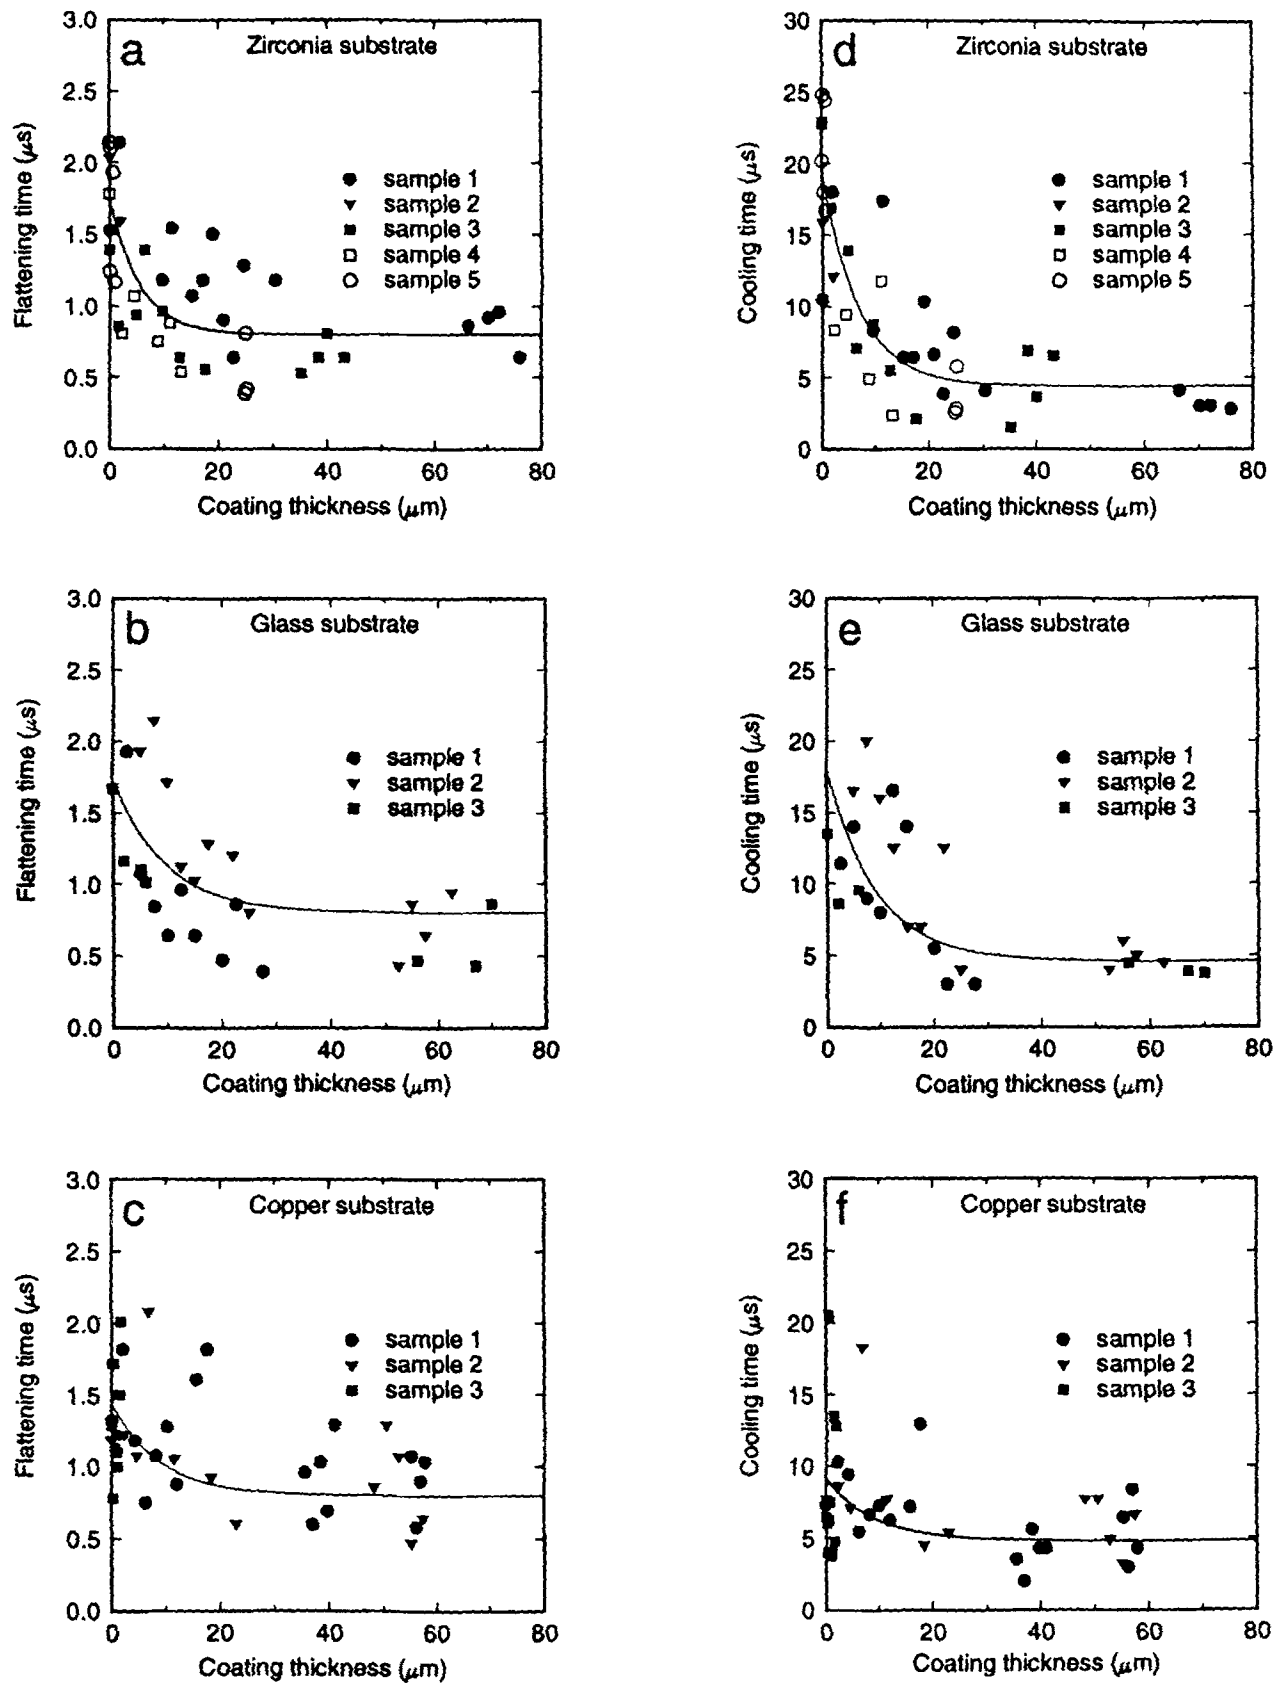 a
Zirconia substrate
3.0
2.5
2.0
1.5
1.0
0.5
0.0
Flattening time (μs)
sample 1
sample 2
sample 3
sample 4
sample 5
0 20 40 60 80
Coating thickness (μm)
d
Zirconia substrate
30
25
20
15
10
5
0
Cooling time (μs)
sample 1
sample 2
sample 3
sample 4
sample 5
0 20 40 60 80
Coating thickness (μm)
b
Glass substrate
3.0
2.5
2.0
1.5
1.0
0.5
0.0
Flattening time (μs)
sample 1
sample 2
sample 3
0 20 40 60 80
Coating thickness (μm)
e
Glass substrate
30
25
20
15
10
5
0
Cooling time (μs)
sample 1
sample 2
sample 3
0 20 40 60 80
Coating thickness (μm)
c
Copper substrate
3.0
2.5
2.0
1.5
1.0
0.5
0.0
Flattening time (μs)
sample 1
sample 2
sample 3
0 20 40 60 80
Coating thickness (μm)
f
Copper substrate
30
25
20
15
10
5
0
Cooling time (μs)
sample 1
sample 2
sample 3
0 20 40 60 80
Coating thickness (μm)